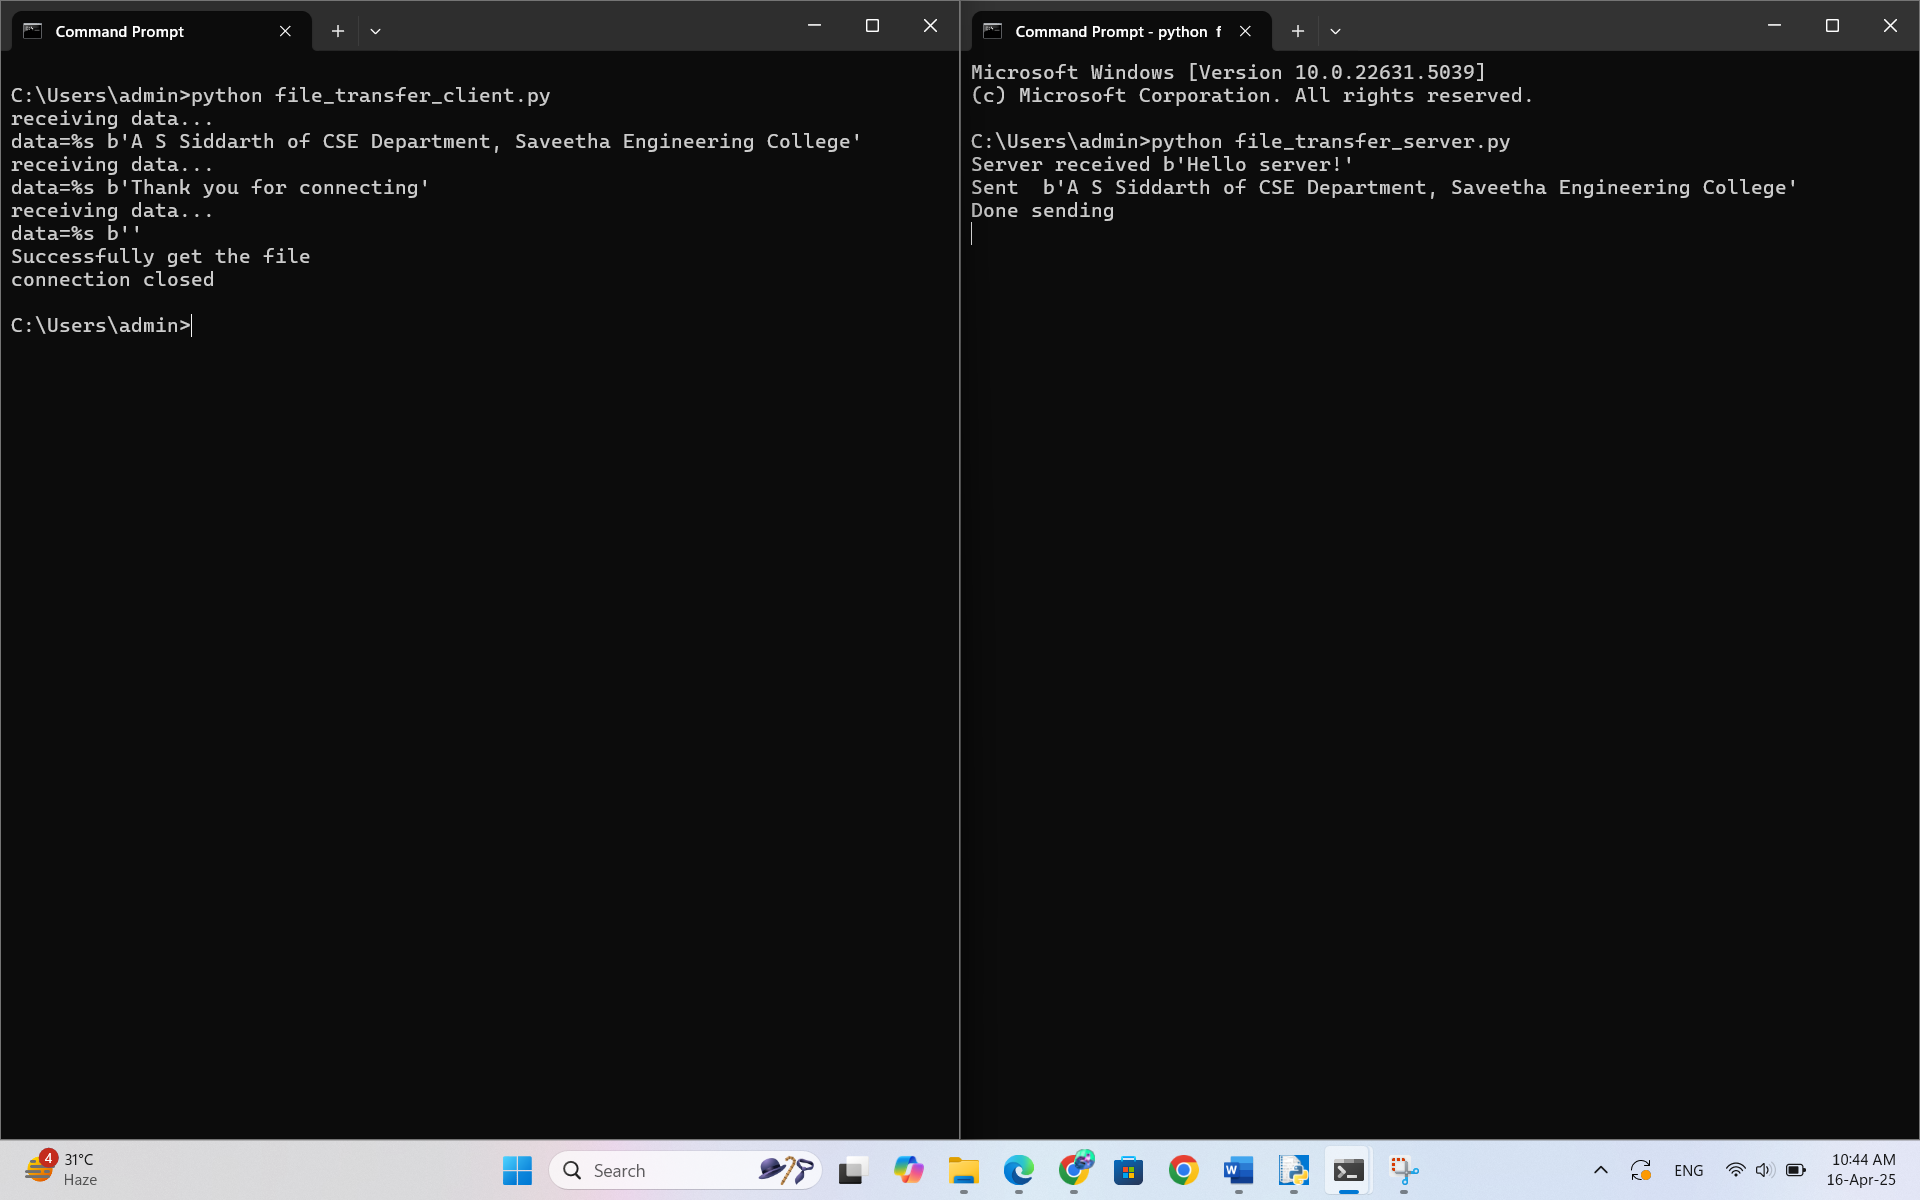 Command Prompt
C:\Users\admin>python file_transfer_client.py
receiving data...
data=%s b'A S Siddarth of CSE Department, Saveetha Engineering College'
receiving data...
data=%s b'Thank you for connecting'
receiving data...
data=%s b''
Successfully get the file
connection closed
C:\Users\admin>
Command Prompt - python f
Microsoft Windows [Version 10.0.22631.5039]
(c) Microsoft Corporation. All rights reserved.
C:\Users\admin>python file_transfer_server.py
Server received b'Hello server!'
Sent  b'A S Siddarth of CSE Department, Saveetha Engineering College'
Done sending
4
31°C
Haze
Search
W
ENG
10:44 AM
16-Apr-25